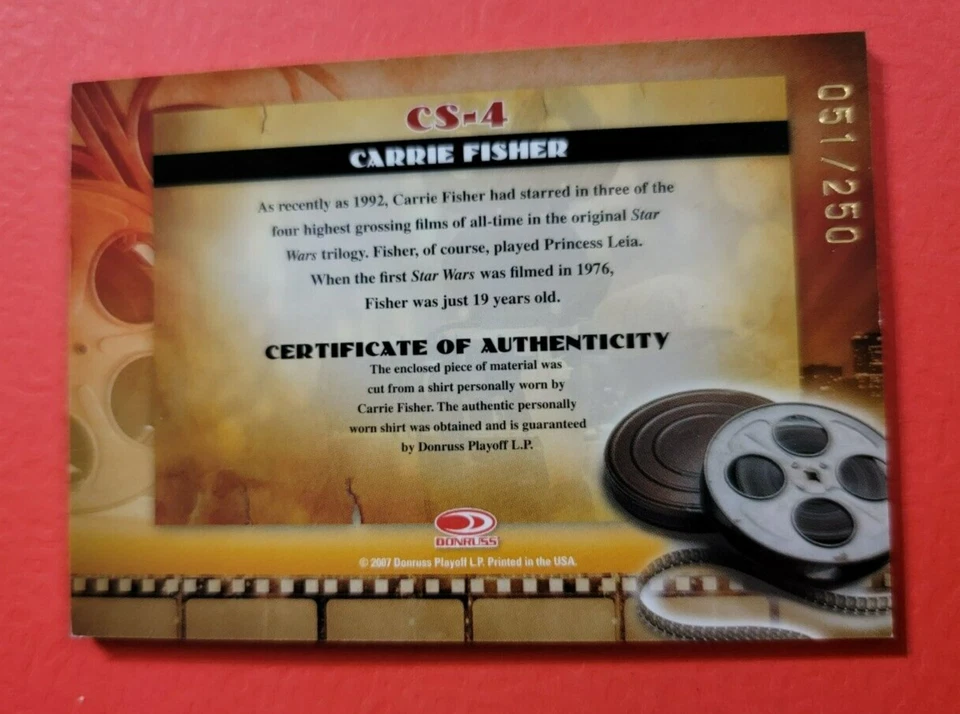 CS-4
CARRIE FISHER
As recently as 1992, Carrie Fisher had starred in three of the
four highest grossing films of all-time in the original Star
Wars trilogy. Fisher, of course, played Princess Leia.
When the first Star Wars was filmed in 1976,
Fisher was just 19 years old.
CERTIFICATE OF AUTHENTICITY
The enclosed piece of material was
cut from a shirt personally worn by
Carrie Fisher. The authentic personally
worn shirt was obtained and is guaranteed
by Donruss Playoff L.P.
DONRUSS
© 2007 Donruss Playoff L.P. Printed in the USA.
051/250